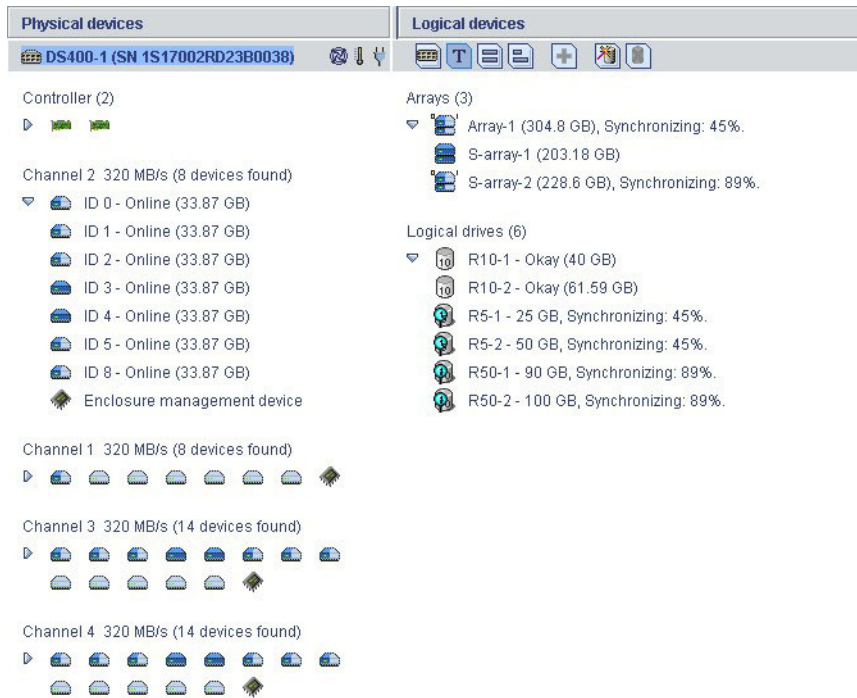 Physical devices
DS400-1 (SN 1S17002RD23B0038)
Controller (2)
Channel 2 320 MB/s (8 devices found)
ID 0 - Online (33.87 GB)
ID 1 - Online (33.87 GB)
ID 2 - Online (33.87 GB)
ID 3 - Online (33.87 GB)
ID 4 - Online (33.87 GB)
ID 5 - Online (33.87 GB)
ID 8 - Online (33.87 GB)
Enclosure management device
Channel 1 320 MB/s (8 devices found)
Channel 3 320 MB/s (14 devices found)
Channel 4 320 MB/s (14 devices found)
Logical devices
T
Arrays (3)
Array-1 (304.8 GB), Synchronizing: 45%.
S-array-1 (203.18 GB)
S-array-2 (228.6 GB), Synchronizing: 89%.
Logical drives (6)
10 R10-1 - Okay (40 GB)
10 R10-2 - Okay (61.59 GB)
R5-1 - 25 GB, Synchronizing: 45%.
R5-2 - 50 GB, Synchronizing: 45%.
R50-1 - 90 GB, Synchronizing: 89%.
R50-2 - 100 GB, Synchronizing: 89%.